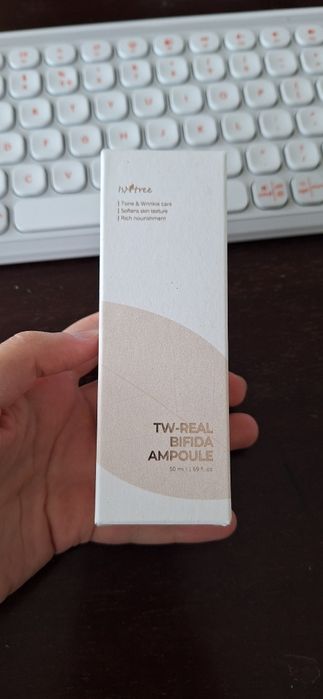 Isntree
| Tone & Wrinkle care
| Softens skin texture
| Rich nourishment
TW-REAL
BIFIDA
AMPOULE
50 ml / 1.69 fl. oz